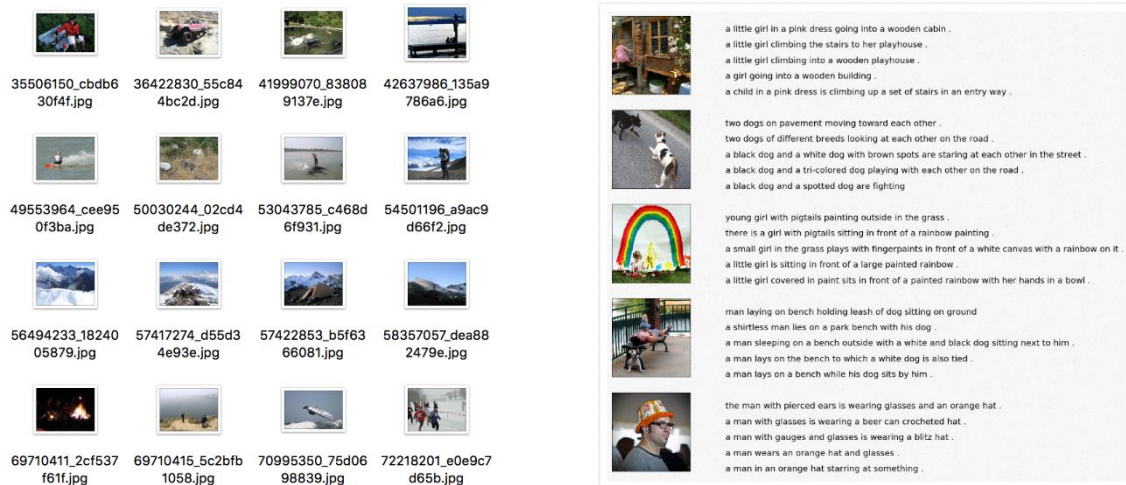 35506150_cbdb6
30f4f.jpg
36422830_55c84
4bc2d.jpg
41999070_83808
9137e.jpg
42637986_135a9
786a6.jpg
49553964_cee95
0f3ba.jpg
50030244_02cd4
de372.jpg
53043785_c468d
6f931.jpg
54501196_a9ac9
d66f2.jpg
56494233_18240
05879.jpg
57417274_d55d3
4e93e.jpg
57422853_b5f63
66081.jpg
58357057_dea88
2479e.jpg
69710411_2cf537
f61f.jpg
69710415_5c2bfb
1058.jpg
70995350_75d06
98839.jpg
72218201_e0e9c7
d65b.jpg
a little girl in a pink dress going into a wooden cabin .
a little girl climbing the stairs to her playhouse .
a little girl climbing into a wooden playhouse .
a girl going into a wooden building .
a child in a pink dress is climbing up a set of stairs in an entry way .
two dogs on pavement moving toward each other .
two dogs of different breeds looking at each other on the road .
a black dog and a white dog with brown spots are staring at each other in the street .
a black dog and a tri-colored dog playing with each other on the road .
a black dog and a spotted dog are fighting
young girl with pigtails painting outside in the grass .
there is a girl with pigtails sitting in front of a rainbow painting .
a small girl in the grass plays with fingerpaints in front of a white canvas with a rainbow on it .
a little girl is sitting in front of a large painted rainbow .
a little girl covered in paint sits in front of a painted rainbow with her hands in a bowl .
man laying on bench holding leash of dog sitting on ground
a shirtless man lies on a park bench with his dog .
a man sleeping on a bench outside with a white and black dog sitting next to him .
a man lays on the bench to which a white dog is also tied .
a man lays on a bench while his dog sits by him .
the man with pierced ears is wearing glasses and an orange hat .
a man with glasses is wearing a beer can crocheted hat .
a man with gauges and glasses is wearing a blitz hat .
a man wears an orange hat and glasses .
a man in an orange hat starring at something .